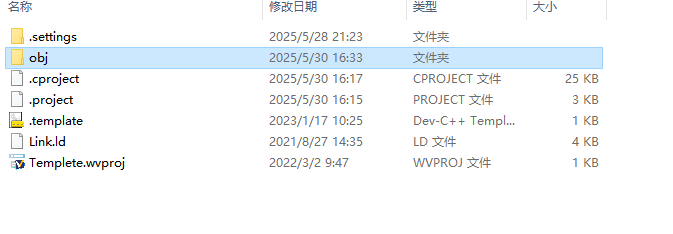 名称 修改日期 类型 大小
.settings 2025/5/28 21:23 文件夹
obj 2025/5/30 16:33 文件夹
.cproject 2025/5/30 16:17 CPROJECT 文件 25 KB
.project 2025/5/30 16:15 PROJECT 文件 3 KB
.template 2023/1/17 10:25 Dev-C++ Templ... 1 KB
Link.ld 2021/8/27 14:35 LD 文件 4 KB
Templete.wvproj 2022/3/2 9:47 WVPROJ 文件 1 KB